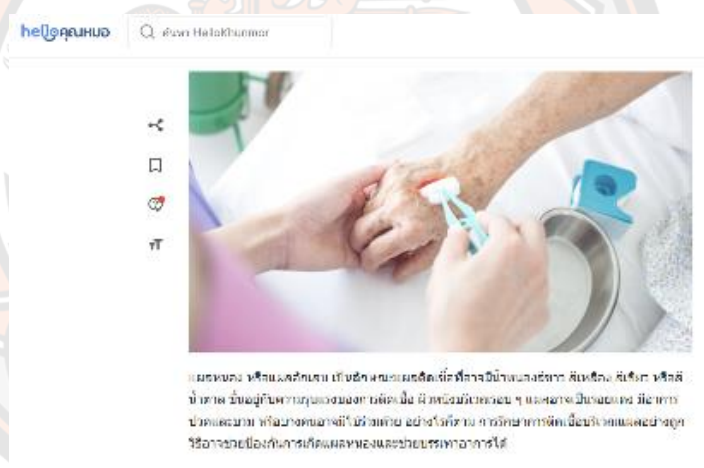 helloคุณหมอ
ค้นหา HelloKhunmor
แผลหนอง หรือแผลอักเสบ เป็นลักษณะแผลติดเชื้อที่อาจมีน้ำหนองสีขาว สีเหลือง สีเขียว หรือสี
น้ำตาล ขึ้นอยู่กับความรุนแรงของการติดเชื้อ ผิวหนังบริเวณรอบ ๆ แผลอาจเป็นรอยแดง มีอาการ
ปวดและบวม หรือบางคนอาจมีไข้ร่วมด้วย อย่างไรก็ตาม การรักษาการติดเชื้อบริเวณแผลอย่างถูก
วิธีอาจช่วยป้องกันการเกิดแผลหนองและช่วยบรรเทาอาการได้